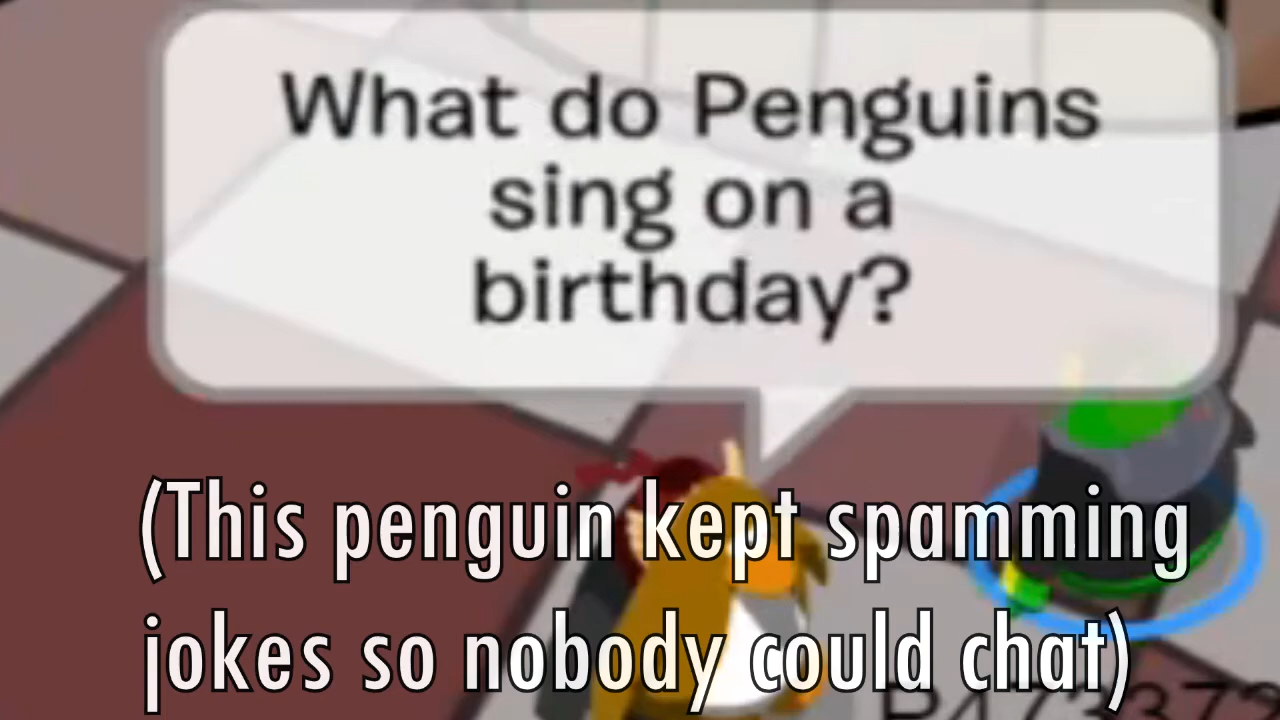 What do Penguins
sing on a
birthday?
(This penguin kept spamming
jokes so nobody could chat)